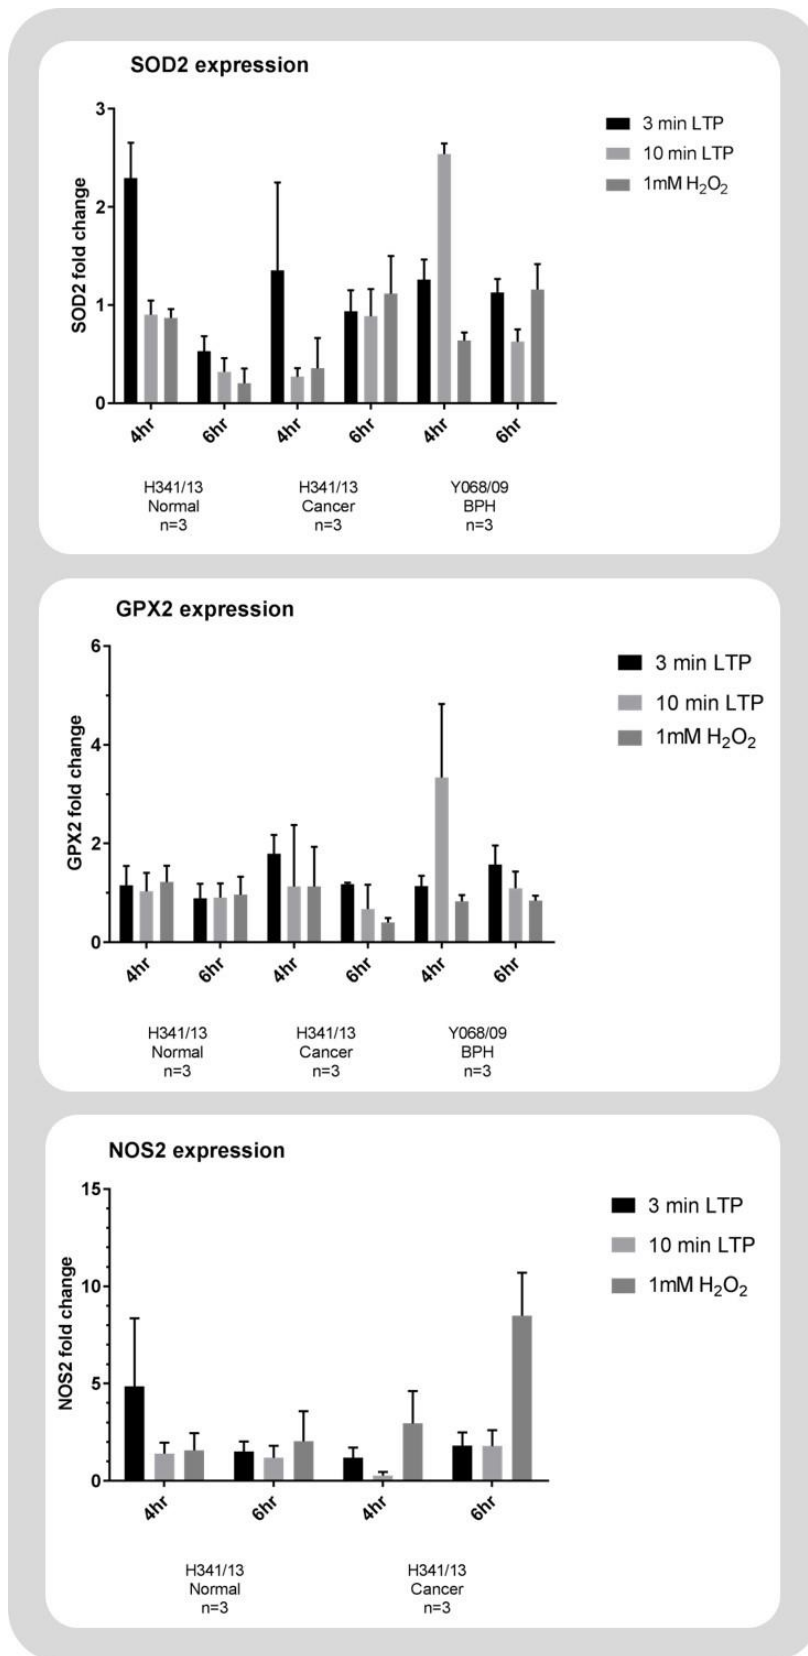 SOD2 expression
3
2
1
0
SOD2 fold change
3 min LTP
10 min LTP
1mM H₂O₂
4hr
6hr
4hr
6hr
4hr
6hr
H341/13
Normal
n=3
H341/13
Cancer
n=3
Y068/09
BPH
n=3
GPX2 expression
6
4
2
0
GPX2 fold change
3 min LTP
10 min LTP
1mM H₂O₂
4hr
6hr
4hr
6hr
4hr
6hr
H341/13
Normal
n=3
H341/13
Cancer
n=3
Y068/09
BPH
n=3
NOS2 expression
15
10
5
0
NOS2 fold change
3 min LTP
10 min LTP
1mM H₂O₂
4hr
6hr
4hr
6hr
H341/13
Normal
n=3
H341/13
Cancer
n=3